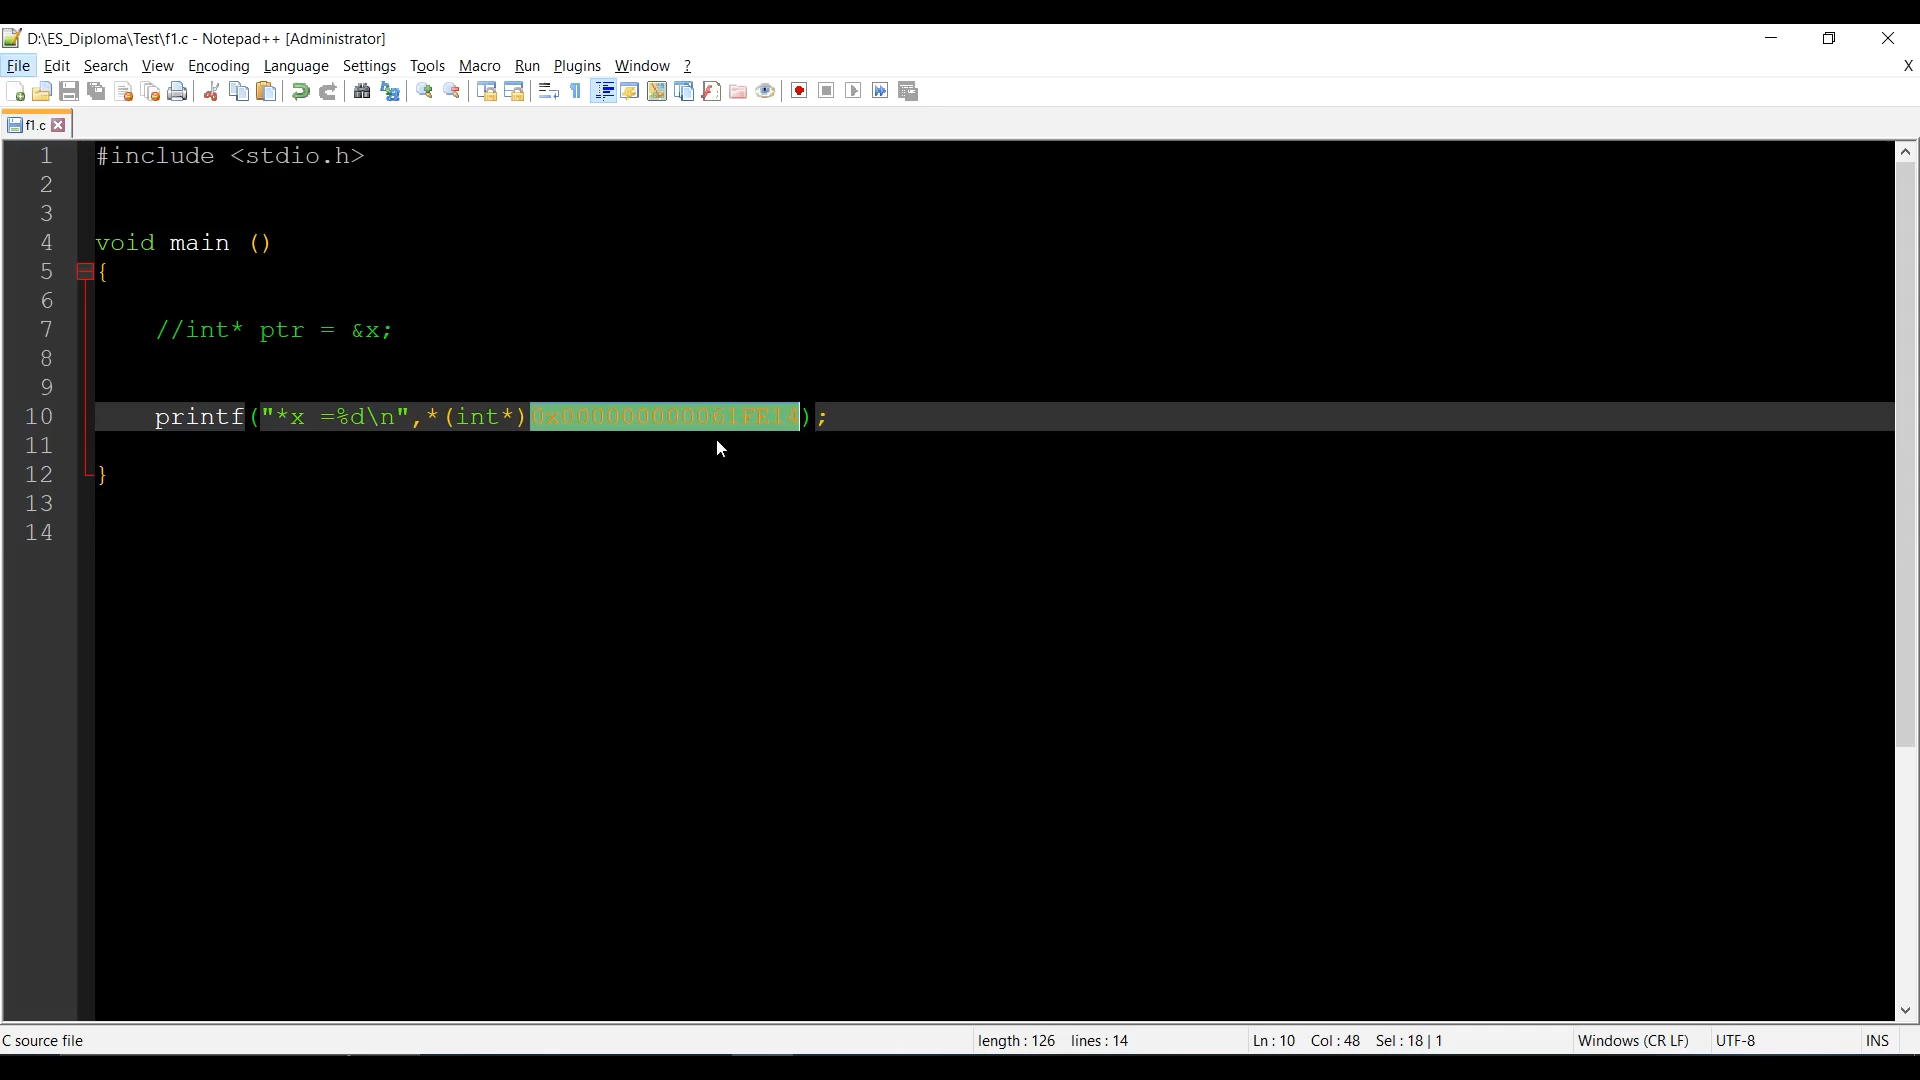 D:\ES_Diploma\Test\f1.c - Notepad++ [Administrator]
File Edit Search View Encoding Language Settings Tools Macro Run Plugins Window ? X
f1.c
1 #include <stdio.h>
2
3
4 void main ()
5 {
6
7 //int* ptr = &x;
8
9
10 printf("*x =%d\n",*(int*)0x000000000061FE14);
11
12 }
13
14
C source file length : 126 lines : 14 Ln : 10 Col : 48 Sel : 18 | 1 Windows (CR LF) UTF-8 INS